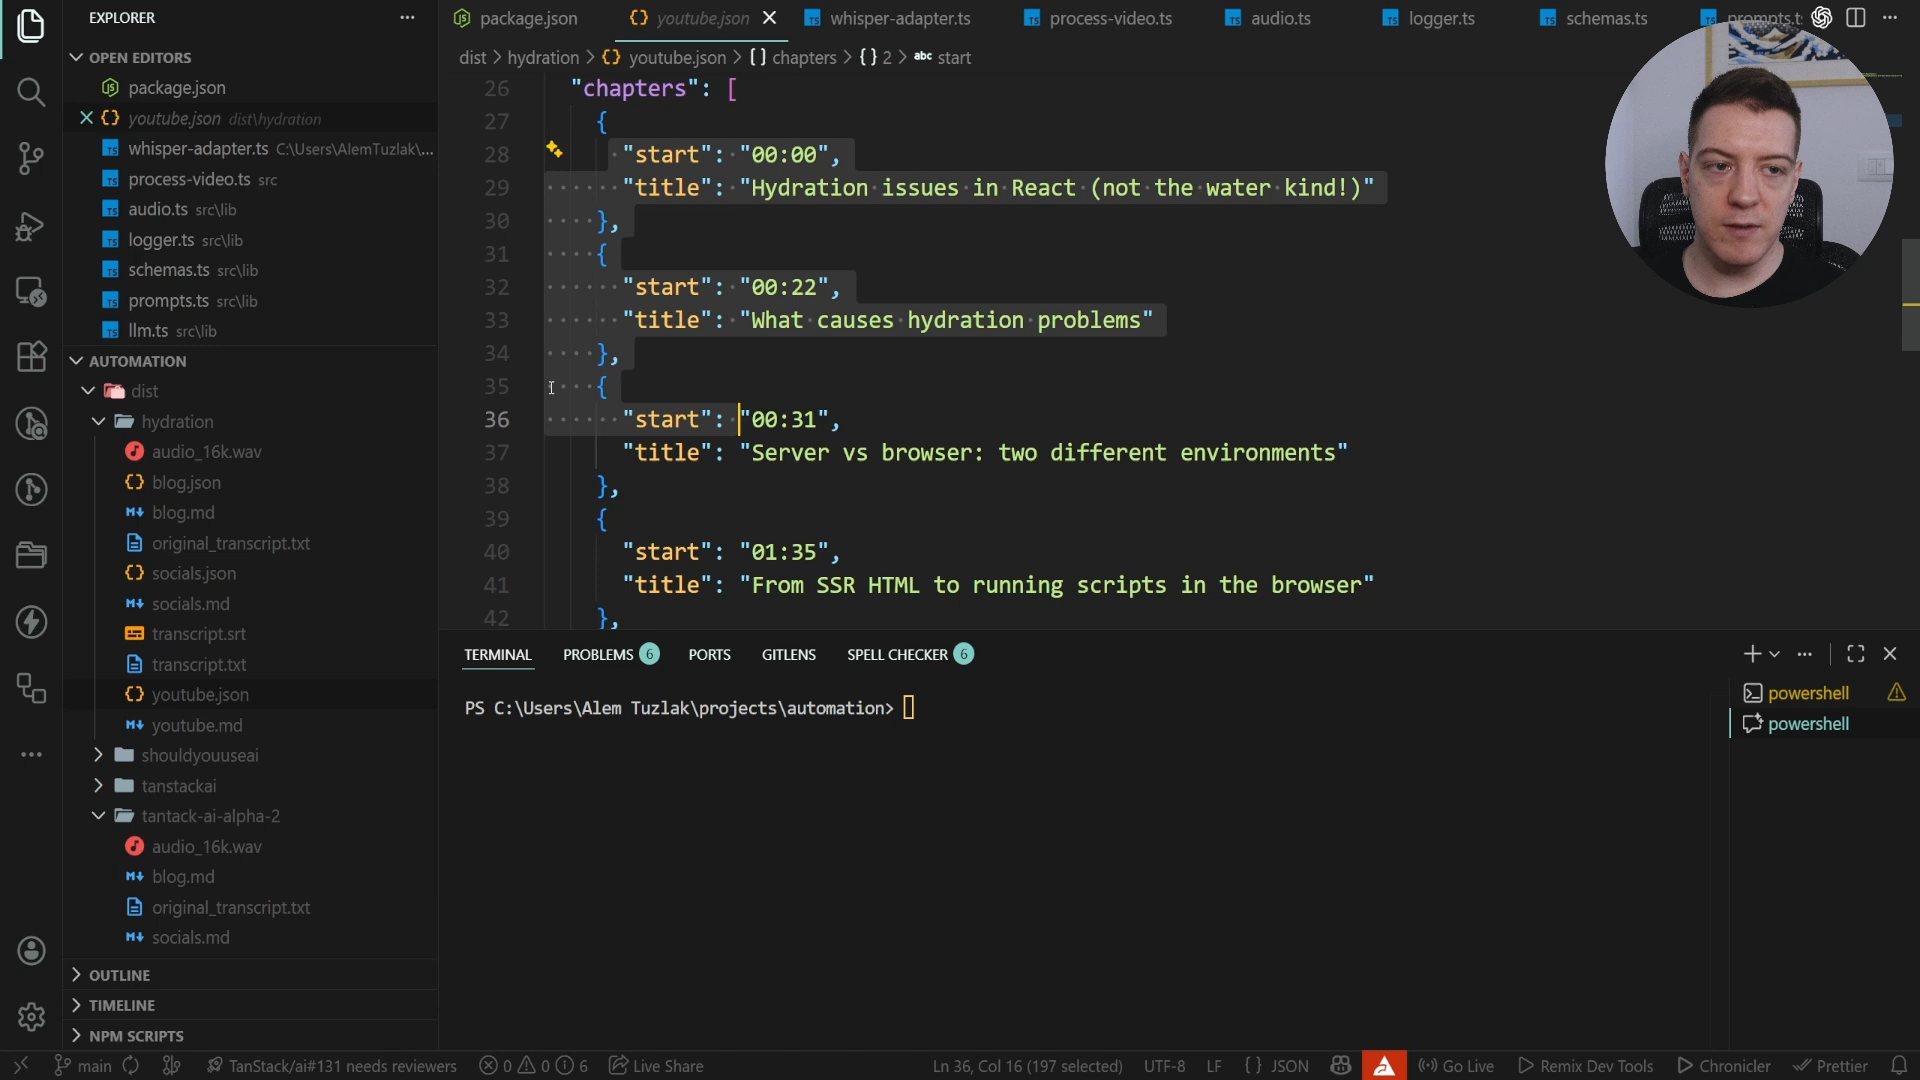 EXPLORER
package.json
youtube.json
whisper-adapter.ts
process-video.ts
audio.ts
logger.ts
schemas.ts
prompts.ts
OPEN EDITORS
package.json
youtube.json dist\hydration
whisper-adapter.ts C:\Users\AlemTuzlak\...
process-video.ts src
audio.ts src\lib
logger.ts src\lib
schemas.ts src\lib
prompts.ts src\lib
llm.ts src\lib
AUTOMATION
dist
hydration
audio_16k.wav
blog.json
blog.md
original_transcript.txt
socials.json
socials.md
transcript.srt
transcript.txt
youtube.json
youtube.md
shouldyouuseai
tanstackai
tantack-ai-alpha-2
audio_16k.wav
blog.md
original_transcript.txt
socials.md
OUTLINE
TIMELINE
NPM SCRIPTS
dist > hydration > {} youtube.json > [ ] chapters > {} 2 > abc start
26 "chapters": [
27 {
28 "start": "00:00",
29 "title": "Hydration issues in React (not the water kind!)"
30 },
31 {
32 "start": "00:22",
33 "title": "What causes hydration problems"
34 },
35 {
36 "start": "00:31",
37 "title": "Server vs browser: two different environments"
38 },
39 {
40 "start": "01:35",
41 "title": "From SSR HTML to running scripts in the browser"
42 },
TERMINAL PROBLEMS 6 PORTS GITLENS SPELL CHECKER 6
PS C:\Users\Alem Tuzlak\projects\automation>
powershell
powershell
main TanStack/ai#131 needs reviewers 0 0 6 Live Share Ln 36, Col 16 (197 selected) UTF-8 LF {} JSON Go Live Remix Dev Tools Chronicler Prettier